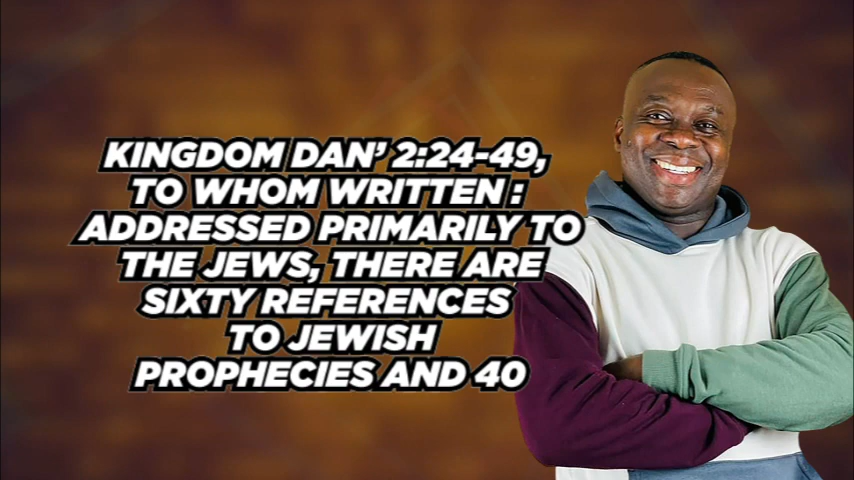 KINGDOM DAN’ 2:24-49,
TO WHOM WRITTEN :
ADDRESSED PRIMARILY TO
THE JEWS, THERE ARE
SIXTY REFERENCES
TO JEWISH
PROPHECIES AND 40